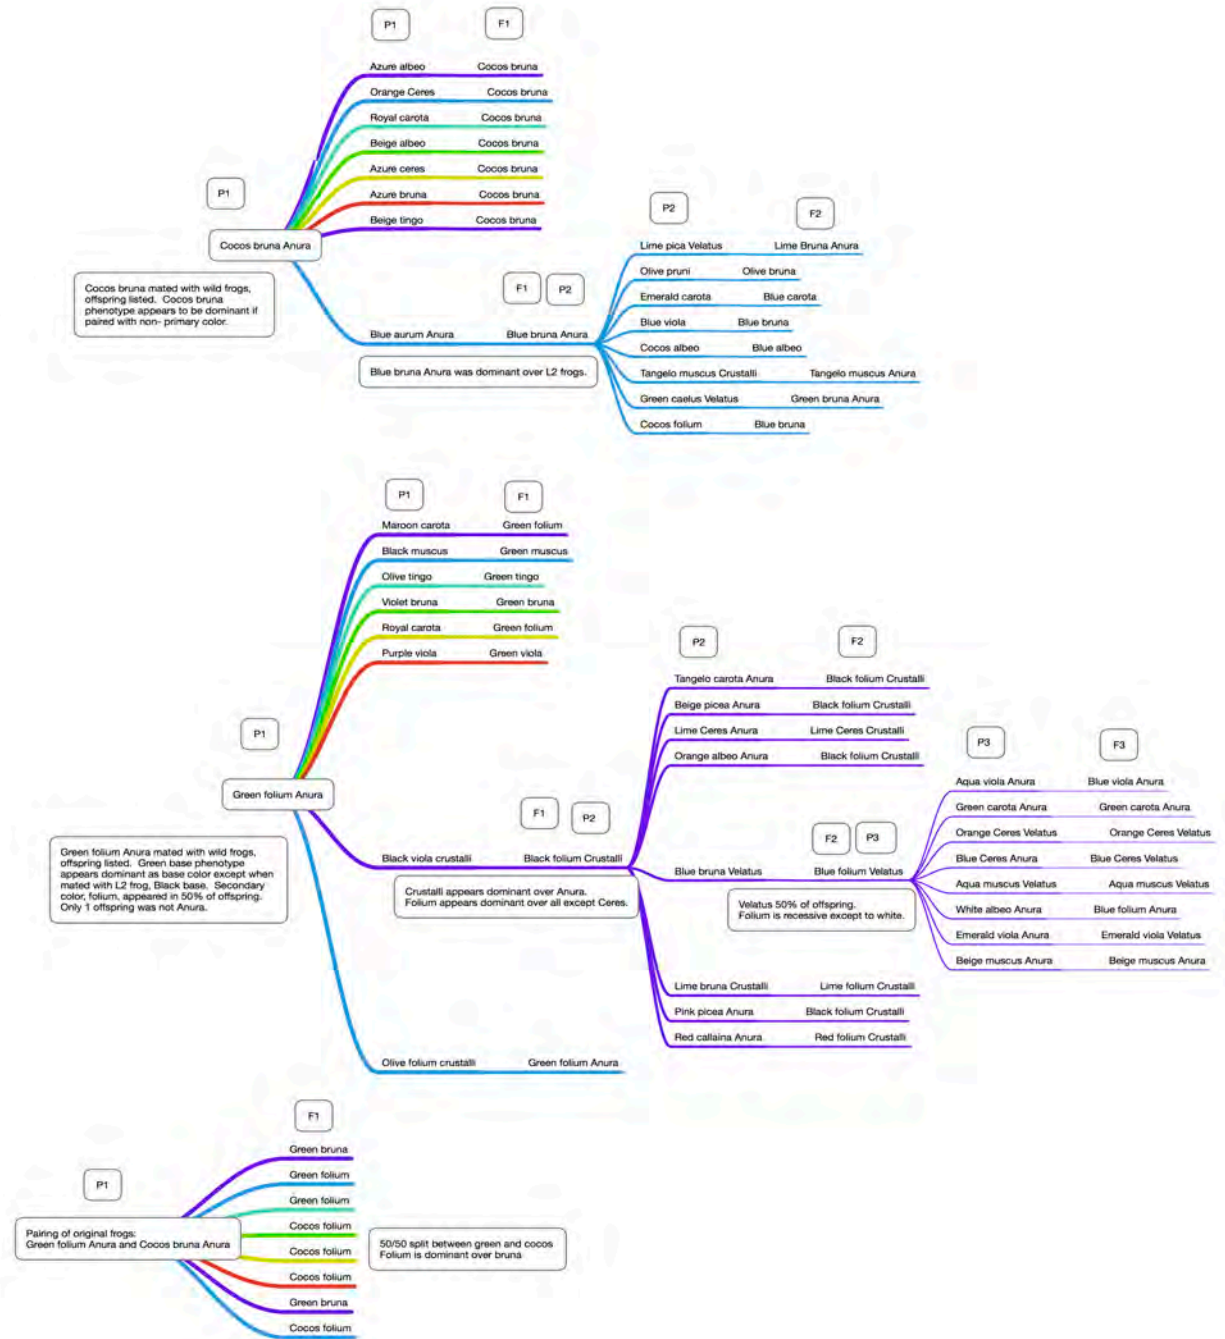 P1
F1
Azure albeo
Cocos bruna
Orange Ceres
Cocos bruna
Royal carota
Cocos bruna
Beige albeo
Cocos bruna
Azure ceres
Cocos bruna
Azure bruna
Cocos bruna
Beige tingo
Cocos bruna
P1
Cocos bruna Anura
Cocos bruna mated with wild frogs,
offspring listed. Cocos bruna
phenotype appears to be dominant if
paired with non- primary color.
F1
P2
Blue aurum Anura
Blue bruna Anura
Blue bruna Anura was dominant over L2 frogs.
P2
F2
Lime pica Velatus
Lime Bruna Anura
Olive pruni
Olive bruna
Emerald carota
Blue carota
Blue viola
Blue bruna
Cocos albeo
Blue albeo
Tangelo muscus Crustalli
Tangelo muscus Anura
Green caelus Velatus
Green bruna Anura
Cocos folium
Blue bruna
P1
F1
Maroon carota
Green folium
Black muscus
Green muscus
Olive tingo
Green tingo
Violet bruna
Green bruna
Royal carota
Green folium
Purple viola
Green viola
P1
Green folium Anura
Green folium Anura mated with wild frogs,
offspring listed. Green base phenotype
appears dominant as base color except when
mated with L2 frog, Black base. Secondary
color, folium, appeared in 50% of offspring.
Only 1 offspring was not Anura.
F1
P2
Black viola crustalli
Black folium Crustalli
Crustalli appears dominant over Anura.
Folium appears dominant over all except Ceres.
P2
F2
Tangelo carota Anura
Black folium Crustalli
Beige picea Anura
Black folium Crustalli
Lime Ceres Anura
Lime Ceres Crustalli
Orange albeo Anura
Black folium Crustalli
F2
P3
Blue bruna Velatus
Blue folium Velatus
Velatus 50% of offspring.
Folium is recessive except to white.
P3
F3
Aqua viola Anura
Blue viola Anura
Green carota Anura
Green carota Anura
Orange Ceres Velatus
Orange Ceres Velatus
Blue Ceres Anura
Blue Ceres Velatus
Aqua muscus Velatus
Aqua muscus Velatus
White albeo Anura
Blue folium Anura
Emerald viola Anura
Emerald viola Velatus
Beige muscus Anura
Beige muscus Anura
Lime bruna Crustalli
Lime folium Crustalli
Pink picea Anura
Black folium Crustalli
Red callaina Anura
Red folium Crustalli
Olive folium crustalli
Green folium Anura
F1
P1
Pairing of original frogs:
Green folium Anura and Cocos bruna Anura
Green bruna
Green folium
Green folium
Cocos folium
Cocos folium
Cocos folium
Green bruna
Cocos folium
50/50 split between green and cocos
Folium is dominant over bruna